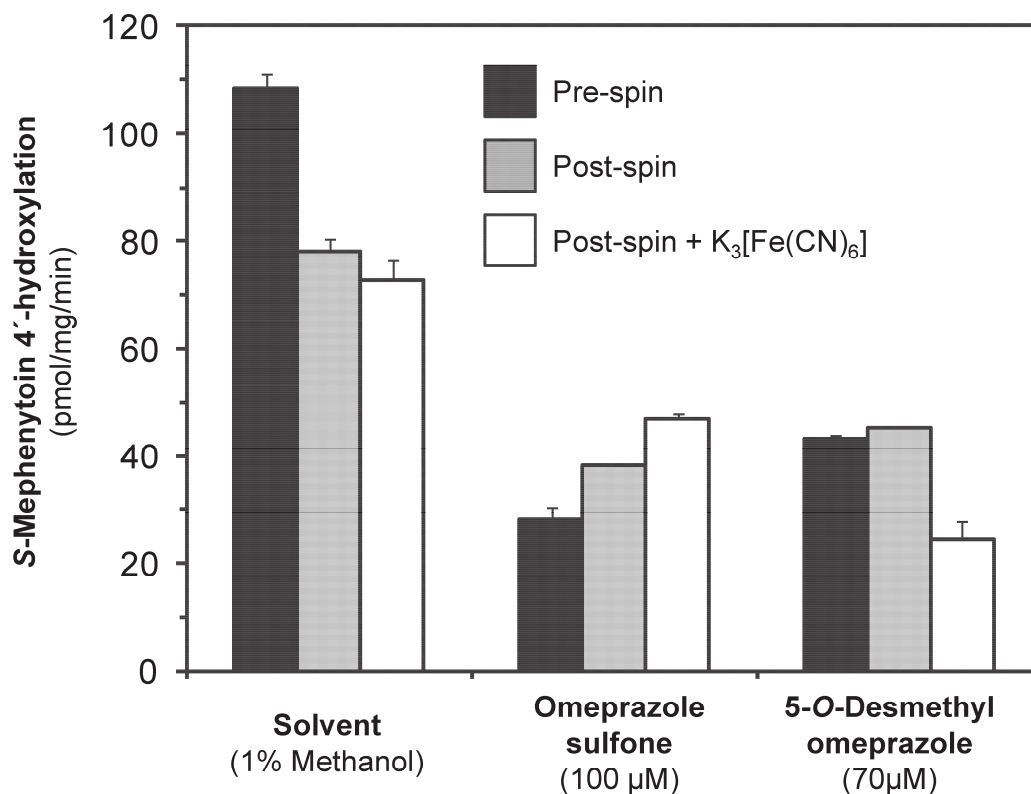 S-Mephenytoin 4´-hydroxylation
(pmol/mg/min)
120
100
80
60
40
20
0
Pre-spin
Post-spin
Post-spin + K₃[Fe(CN)₆]
Solvent
(1% Methanol)
Omeprazole
sulfone
(100 µM)
5-O-Desmethyl
omeprazole
(70µM)